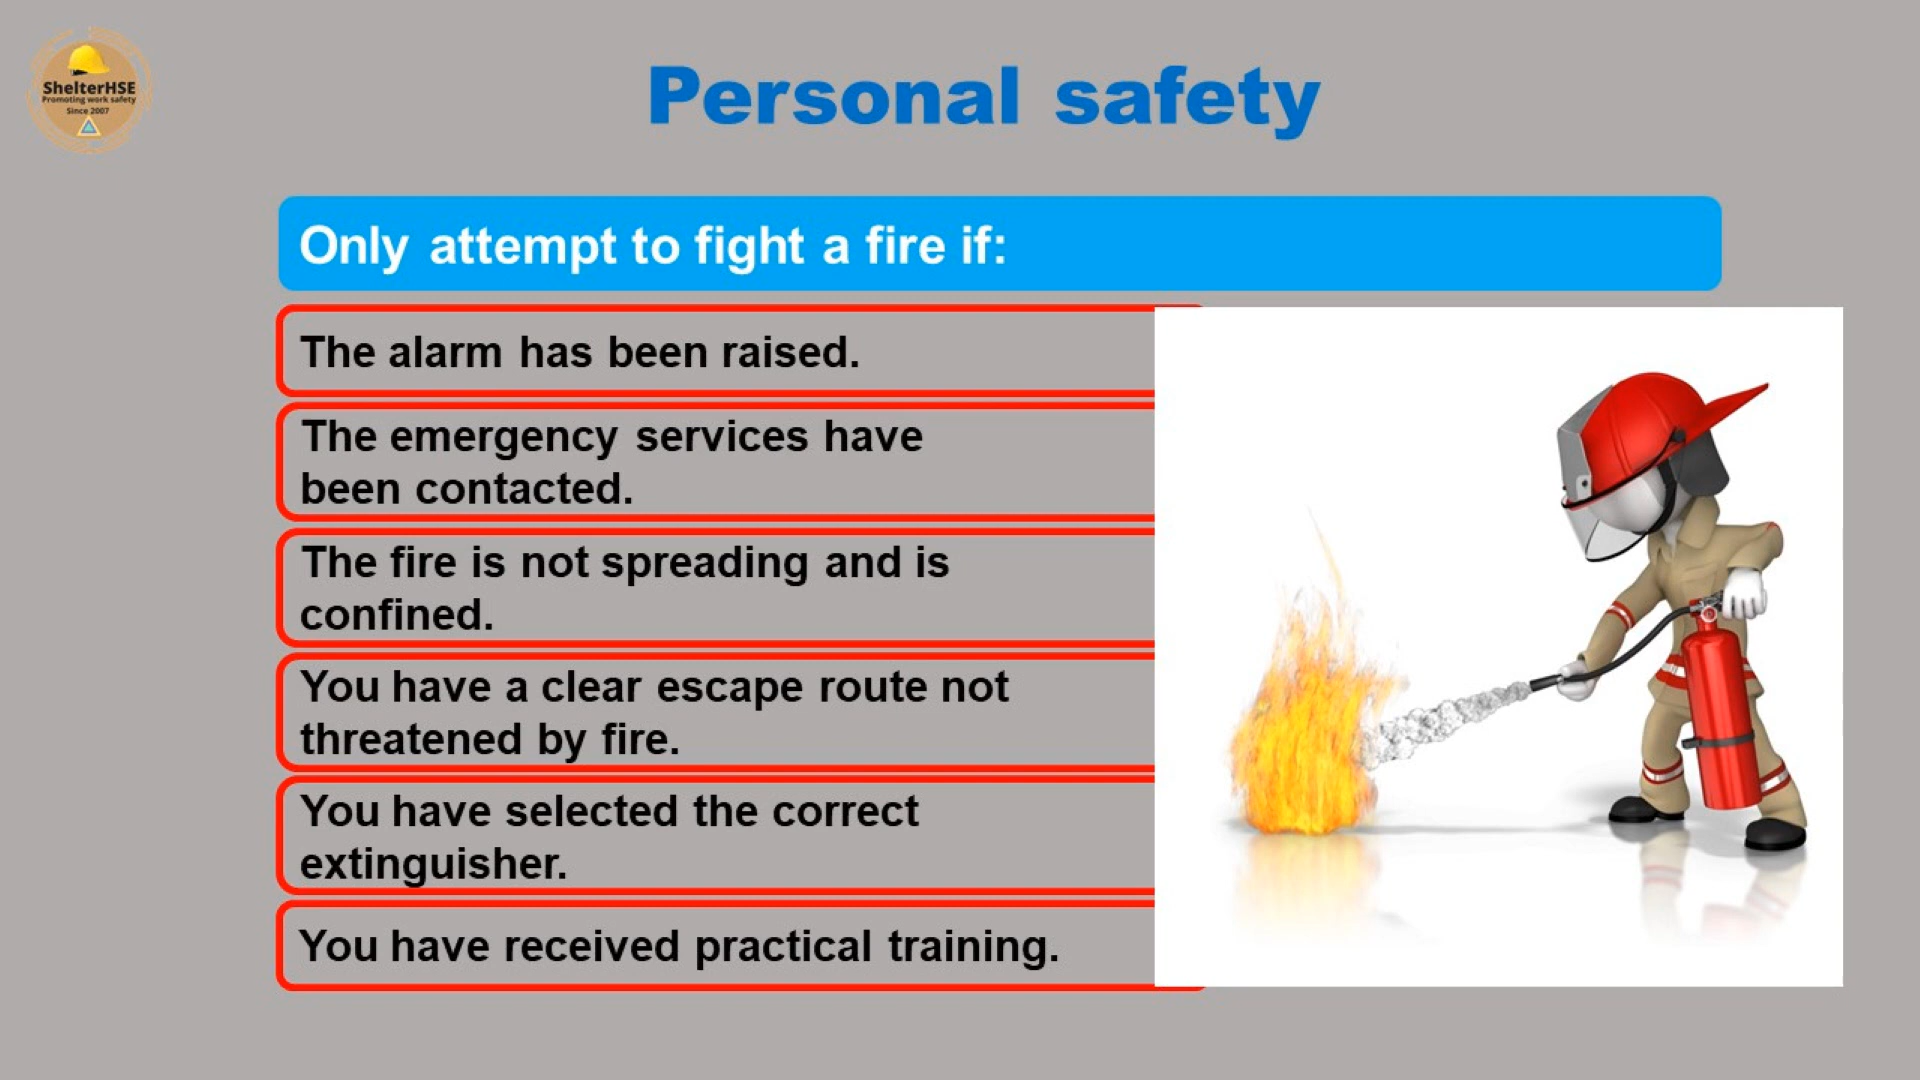 ShelterHSE
Promoting work safety
Since 2007
Personal safety
Only attempt to fight a fire if:
The alarm has been raised.
The emergency services have
been contacted.
The fire is not spreading and is
confined.
You have a clear escape route not
threatened by fire.
You have selected the correct
extinguisher.
You have received practical training.